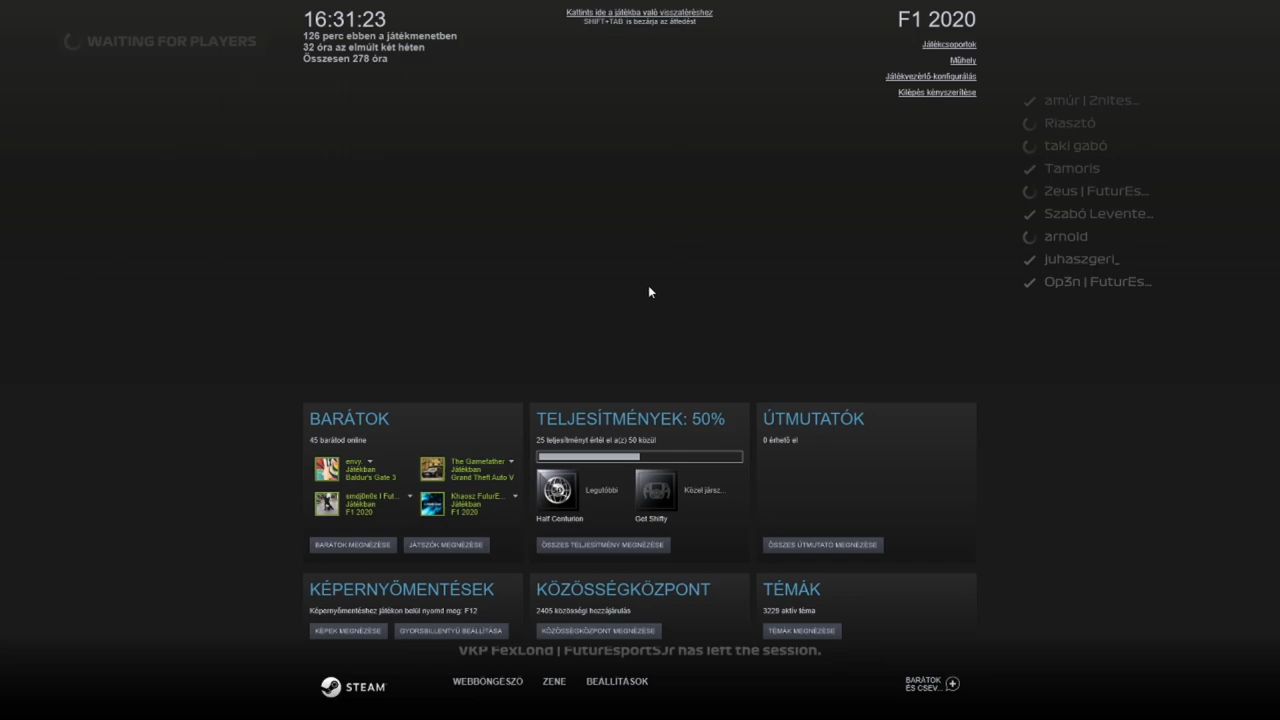 16:31:23
126 perc ebben a játékmenetben
32 óra az elmúlt két héten
Összesen 278 óra
Kattints ide a játékba való visszatéréshez
SHIFT+TAB is bezárja az átfedést
F1 2020
Játékcsoportok
Műhely
Játékvezérlő konfigurálás
Kilépés kényszerítése
WAITING FOR PLAYERS
amúr | 2nites...
Riasztó
taki gabó
Tamoris
Zeus | FuturEs...
Szabó Levente...
arnold
juhaszgeri_
Op3n | FuturEs...
BARÁTOK
45 barátod online
envy.
Játékban
Baldur's Gate 3
The Gamefather
Játékban
Grand Theft Auto V
smdj0n0s I Fut...
Játékban
F1 2020
Khaosz FuturE...
Játékban
F1 2020
BARÁTOK MEGNÉZÉSE
JÁTSZÓK MEGNÉZÉSE
TELJESÍTMÉNYEK: 50%
25 teljesítményt értél el a(z) 50 közül
Legutóbbi
Közel jársz...
Half Centurion
Get Shifty
ÖSSZES TELJESÍTMÉNY MEGNÉZÉSE
ÚTMUTATÓK
0 érhető el
ÖSSZES ÚTMUTATÓ MEGNÉZÉSE
KÉPERNYŐMENTÉSEK
Képernyőmentéshez játékon belül nyomd meg: F12
KÉPEK MEGNÉZÉSE
GYORSBILLENTYŰ BEÁLLÍTÁSA
KÖZÖSSÉGKÖZPONT
2405 közösségi hozzájárulás
KÖZÖSSÉGKÖZPONT MEGNÉZÉSE
TÉMÁK
3229 aktív téma
TÉMÁK MEGNÉZÉSE
VKP FexLond | FuturEsportSJr has left the session.
STEAM
WEBBÖNGÉSZŐ
ZENE
BEÁLLÍTÁSOK
BARÁTOK
ÉS CSEV...